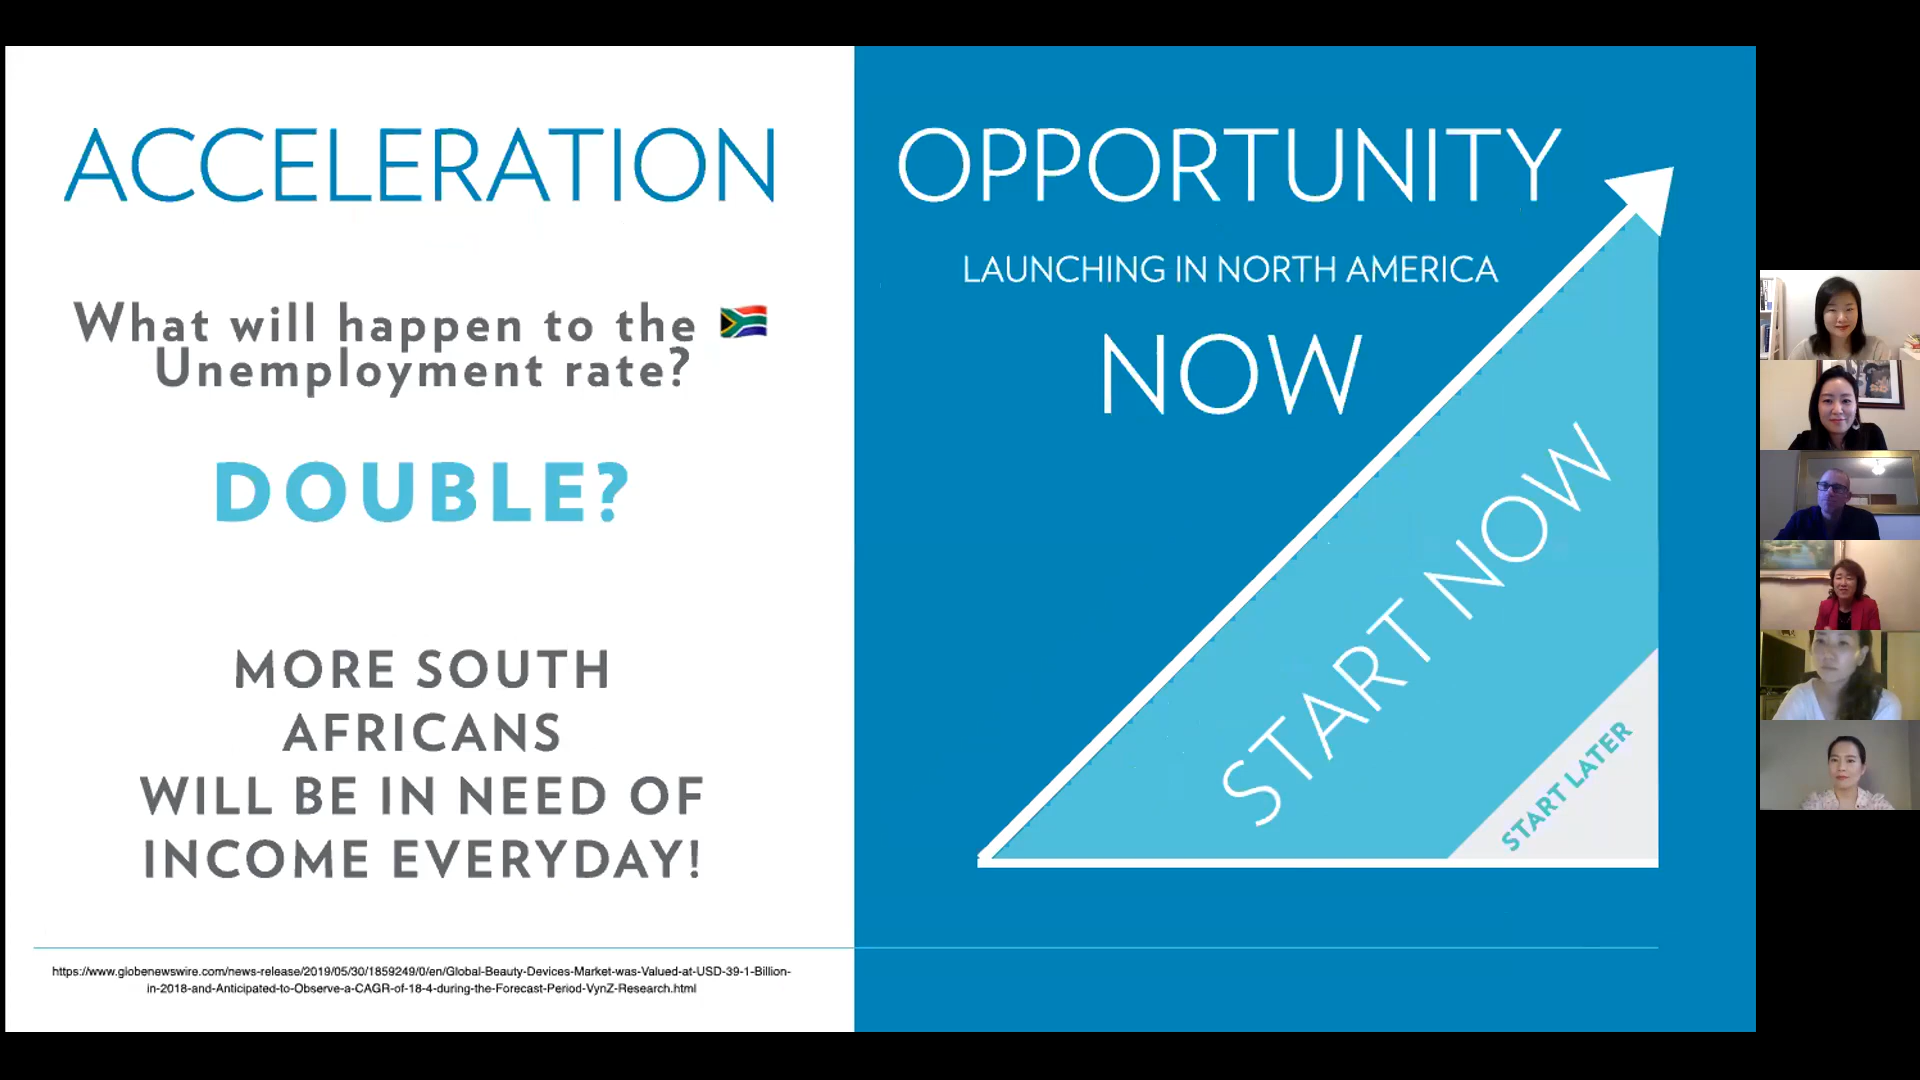 ACCELERATION
What will happen to the 🇿🇦
Unemployment rate?
DOUBLE?
MORE SOUTH
AFRICANS
WILL BE IN NEED OF
INCOME EVERYDAY!
https://www.globenewswire.com/news-release/2019/05/30/1859249/0/en/Global-Beauty-Devices-Market-was-Valued-at-USD-39-1-Billion-
in-2018-and-Anticipated-to-Observe-a-CAGR-of-18-4-during-the-Forecast-Period-VynZ-Research.html
OPPORTUNITY
LAUNCHING IN NORTH AMERICA
NOW
START NOW
START LATER